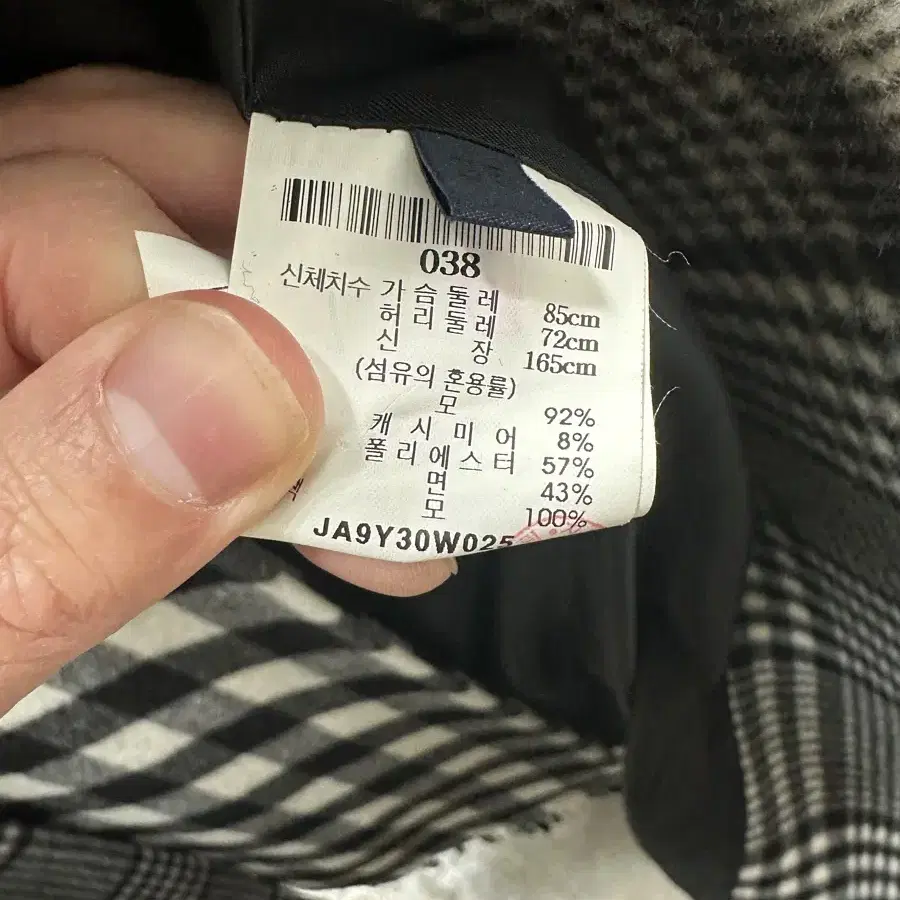 038
신체치수 가슴둘레 85cm
허리둘레 72cm
신장 165cm
(섬유의 혼용률)
모 92%
캐시미어 8%
폴리에스터 57%
면 43%
모 100%
JA9Y30W025